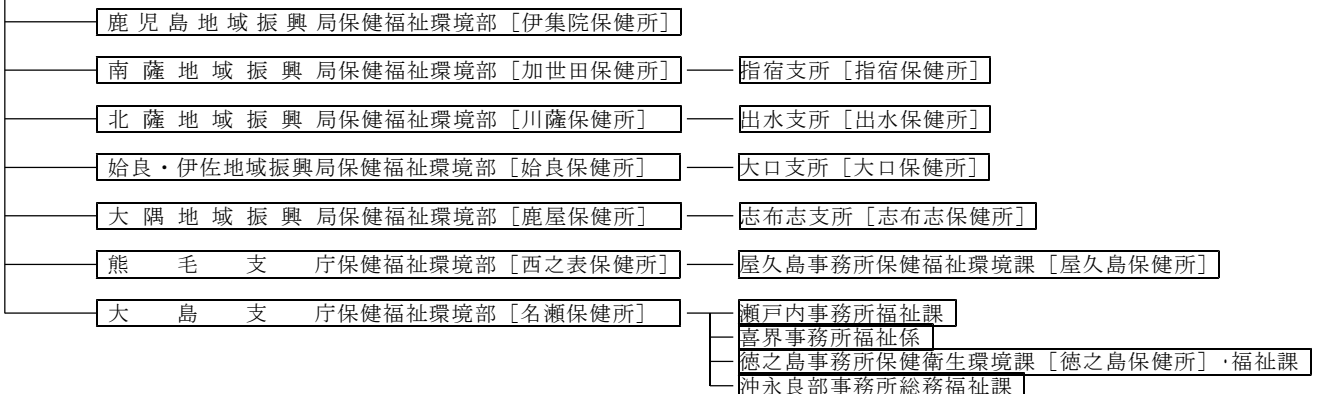 鹿児島地域振興局保健福祉環境部［伊集院保健所］
南薩地域振興局保健福祉環境部［加世田保健所］ 指宿支所［指宿保健所］
北薩地域振興局保健福祉環境部［川薩保健所］ 出水支所［出水保健所］
姶良・伊佐地域振興局保健福祉環境部［姶良保健所］ 大口支所［大口保健所］
大隅地域振興局保健福祉環境部［鹿屋保健所］ 志布志支所［志布志保健所］
熊毛支庁保健福祉環境部［西之表保健所］ 屋久島事務所保健福祉環境課［屋久島保健所］
大島支庁保健福祉環境部［名瀬保健所］ 瀬戸内事務所福祉課
喜界事務所福祉係
徳之島事務所保健衛生環境課［徳之島保健所］・福祉課
沖永良部事務所総務福祉課